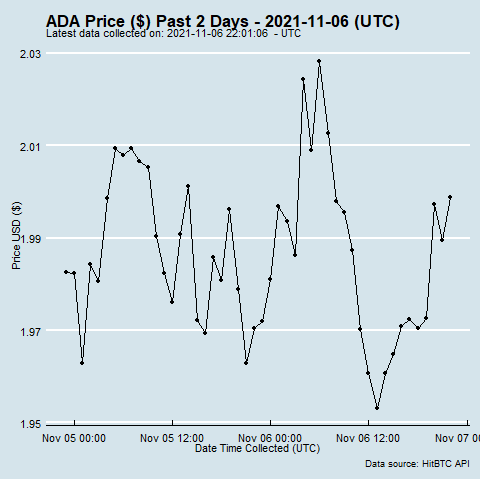 ADA Price ($) Past 2 Days - 2021-11-06 (UTC)
Latest data collected on: 2021-11-06 22:01:06 - UTC
2.03
2.01
1.99
1.97
1.95
Price USD ($)
Nov 05 00:00 Nov 05 12:00 Nov 06 00:00 Nov 06 12:00 Nov 07 0
Date Time Collected (UTC)
Data source: HitBTC API